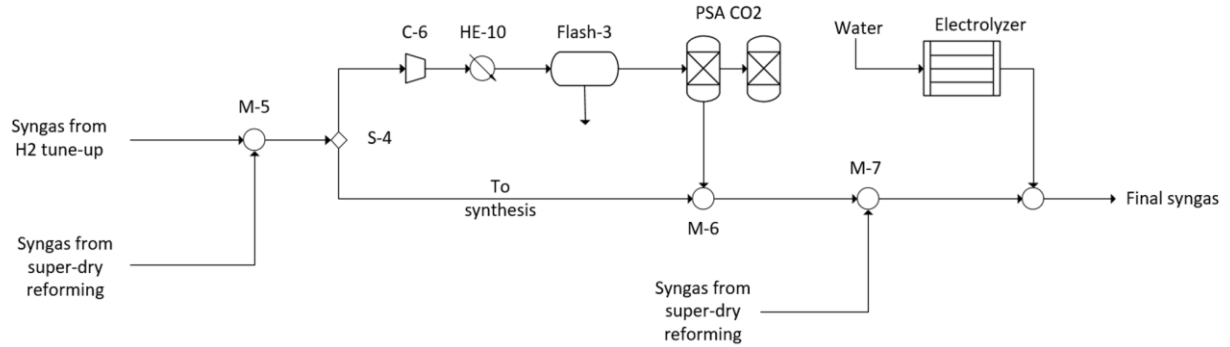 PSA CO2
C-6
HE-10
Flash-3
Water
Electrolyzer
M-5
Syngas from
H2 tune-up
S-4
M-7
To
synthesis
Final syngas
M-6
Syngas from
super-dry
reforming
Syngas from
super-dry
reforming